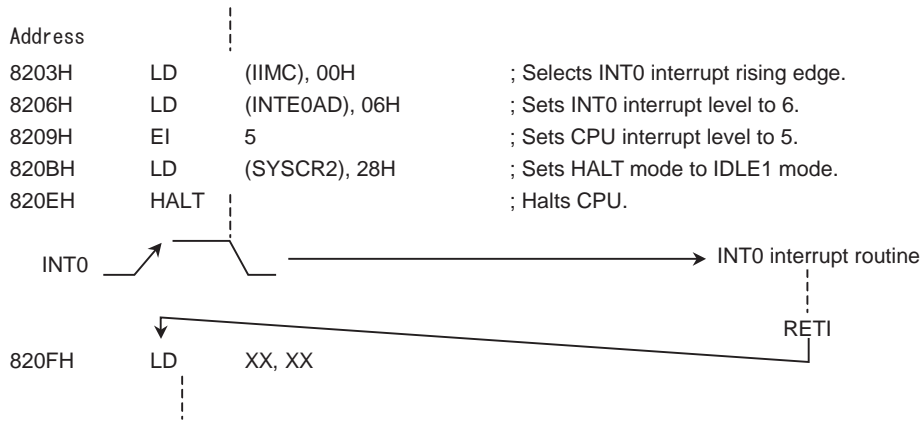 Address
8203H LD (IIMC), 00H ; Selects INT0 interrupt rising edge.
8206H LD (INTE0AD), 06H ; Sets INT0 interrupt level to 6.
8209H EI 5 ; Sets CPU interrupt level to 5.
820BH LD (SYSCR2), 28H ; Sets HALT mode to IDLE1 mode.
820EH HALT ; Halts CPU.
INT0 INT0 interrupt routine
RETI
820FH LD XX, XX